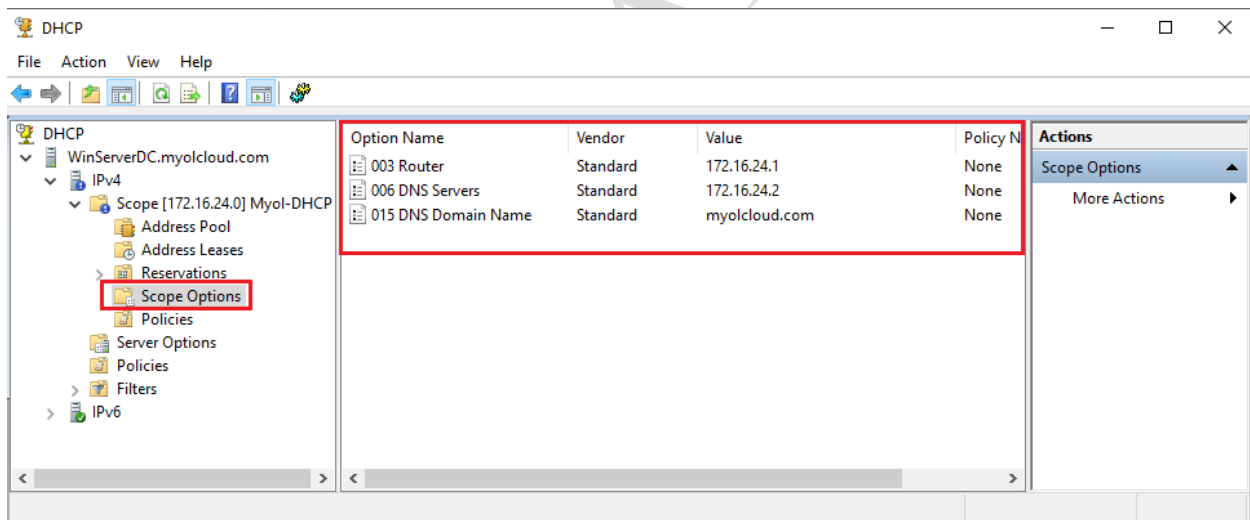 DHCP
File Action View Help
DHCP
WinServerDC.myolcloud.com
IPv4
Scope [172.16.24.0] Myol-DHCP
Address Pool
Address Leases
Reservations
Scope Options
Policies
Server Options
Policies
Filters
IPv6
Option Name Vendor Value Policy N
003 Router Standard 172.16.24.1 None
006 DNS Servers Standard 172.16.24.2 None
015 DNS Domain Name Standard myolcloud.com None
Actions
Scope Options
More Actions